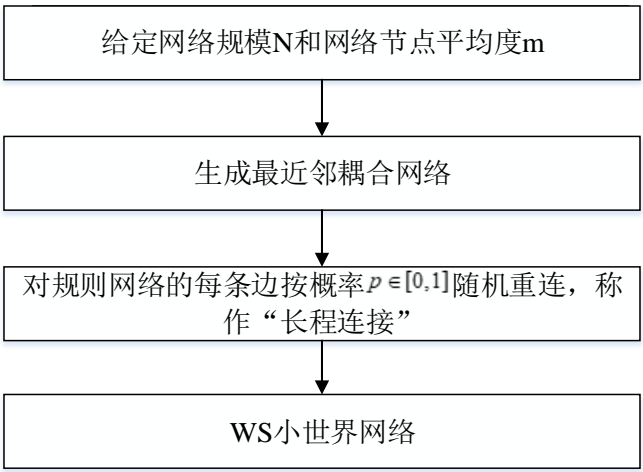 给定网络规模N和网络节点平均度m
生成最近邻耦合网络
对规则网络的每条边按概率p∈[0,1]随机重连，称
作“长程连接”
WS小世界网络